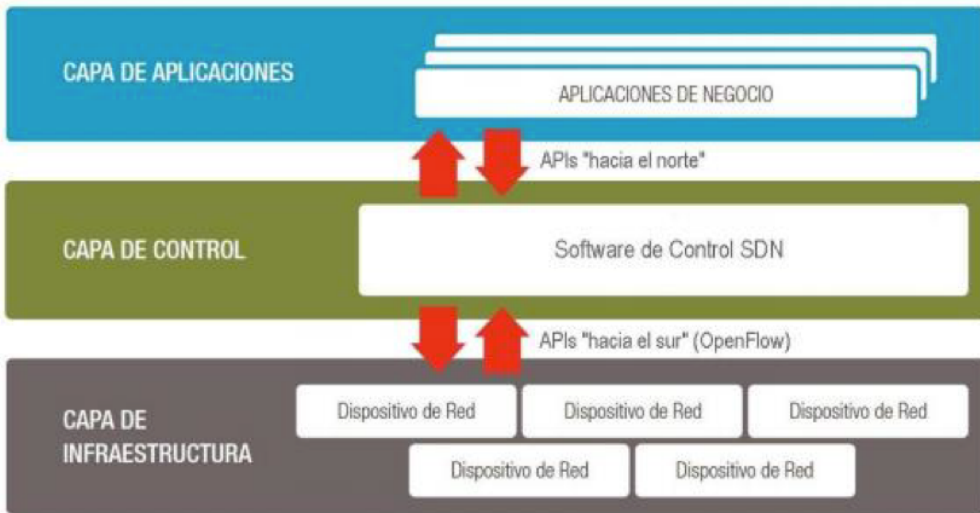 CAPA DE APLICACIONES
APLICACIONES DE NEGOCIO
APIs "hacia el norte"
CAPA DE CONTROL
Software de Control SDN
APIs "hacia el sur" (OpenFlow)
CAPA DE
INFRAESTRUCTURA
Dispositivo de Red
Dispositivo de Red
Dispositivo de Red
Dispositivo de Red
Dispositivo de Red